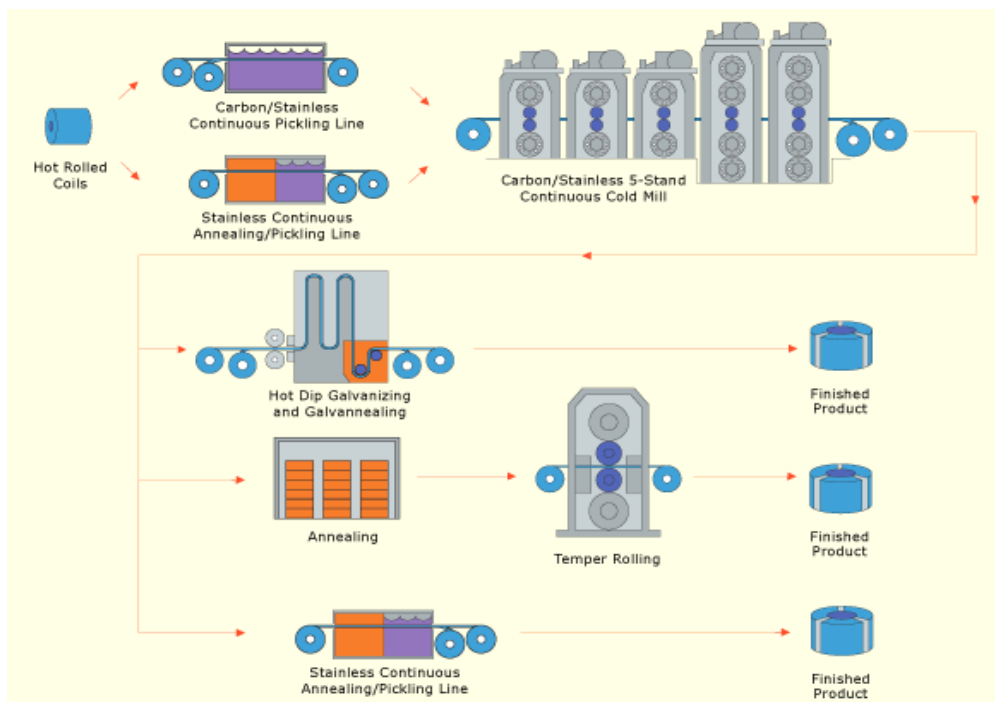 Carbon/Stainless
Continuous Pickling Line
Hot Rolled
Coils
Stainless Continuous
Annealing/Pickling Line
Carbon/Stainless 5-Stand
Continuous Cold Mill
Hot Dip Galvanizing
and Galvannealing
Finished
Product
Annealing
Temper Rolling
Finished
Product
Stainless Continuous
Annealing/Pickling Line
Finished
Product